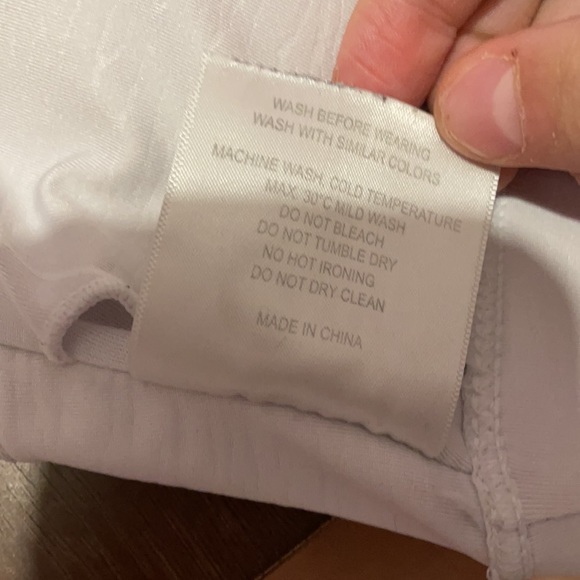 WASH BEFORE WEARING
WASH WITH SIMILAR COLORS
MACHINE WASH, COLD TEMPERATURE
MAX. 30°C MILD WASH
DO NOT BLEACH
DO NOT TUMBLE DRY
NO HOT IRONING
DO NOT DRY CLEAN
MADE IN CHINA